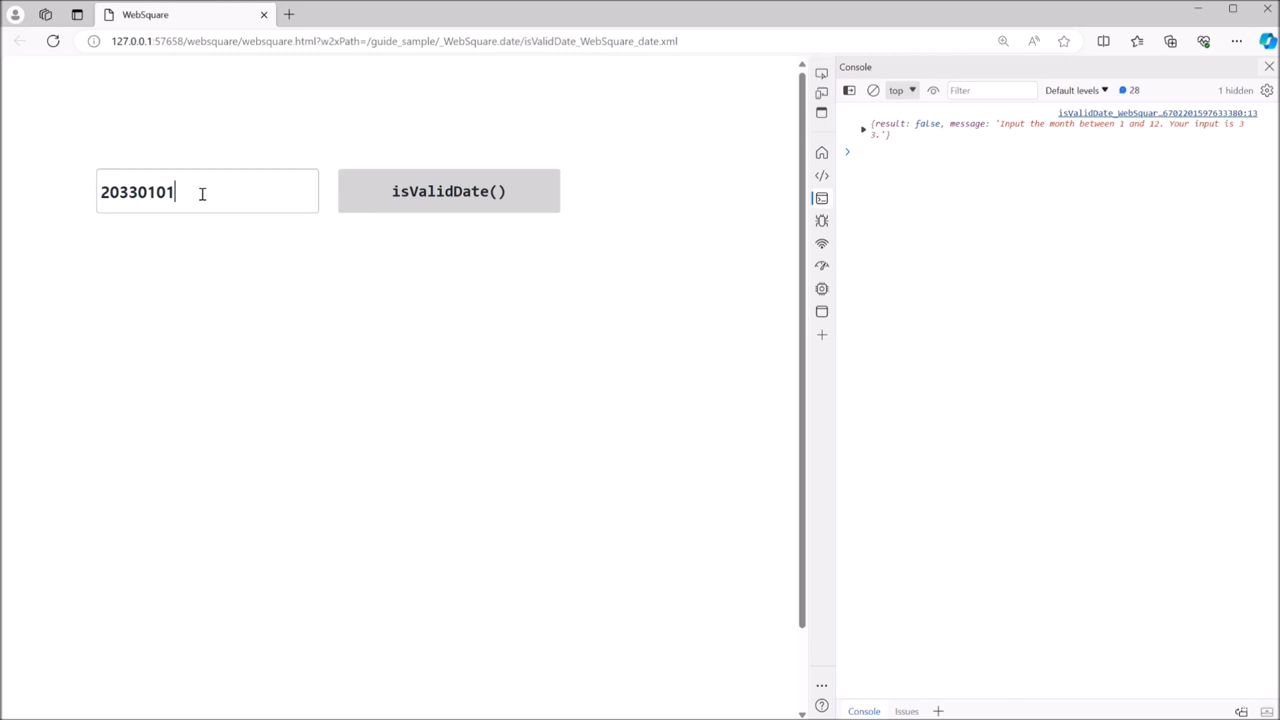 WebSquare
127.0.0.1:57658/websquare/websquare.html?w2xPath=/guide_sample/_WebSquare.date/isValidDate_WebSquare_date.xml
Console
top
Filter
Default levels
28
1 hidden
isValidDate_WebSquar…6702201597633380:13
{result: false, message: 'Input the month between 1 and 12. Your input is 3
3.'}
20330101
isValidDate()
Console
Issues